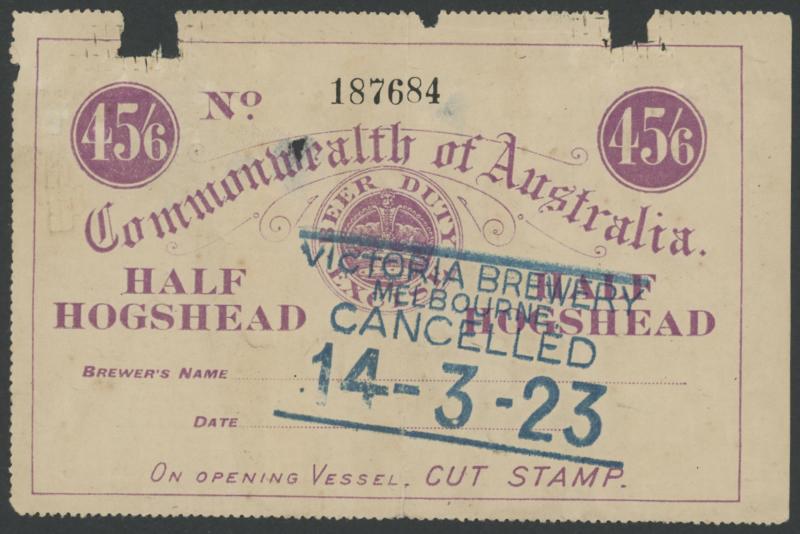 45/6 No. 187684 45/6
Commonwealth of Australia.
BEER DUTY
HALF HOGSHEAD
HALF HOGSHEAD
VICTORIA BREWERY
MELBOURNE.
CANCELLED
14-3-23
BREWER'S NAME
DATE
ON OPENING VESSEL, CUT STAMP.